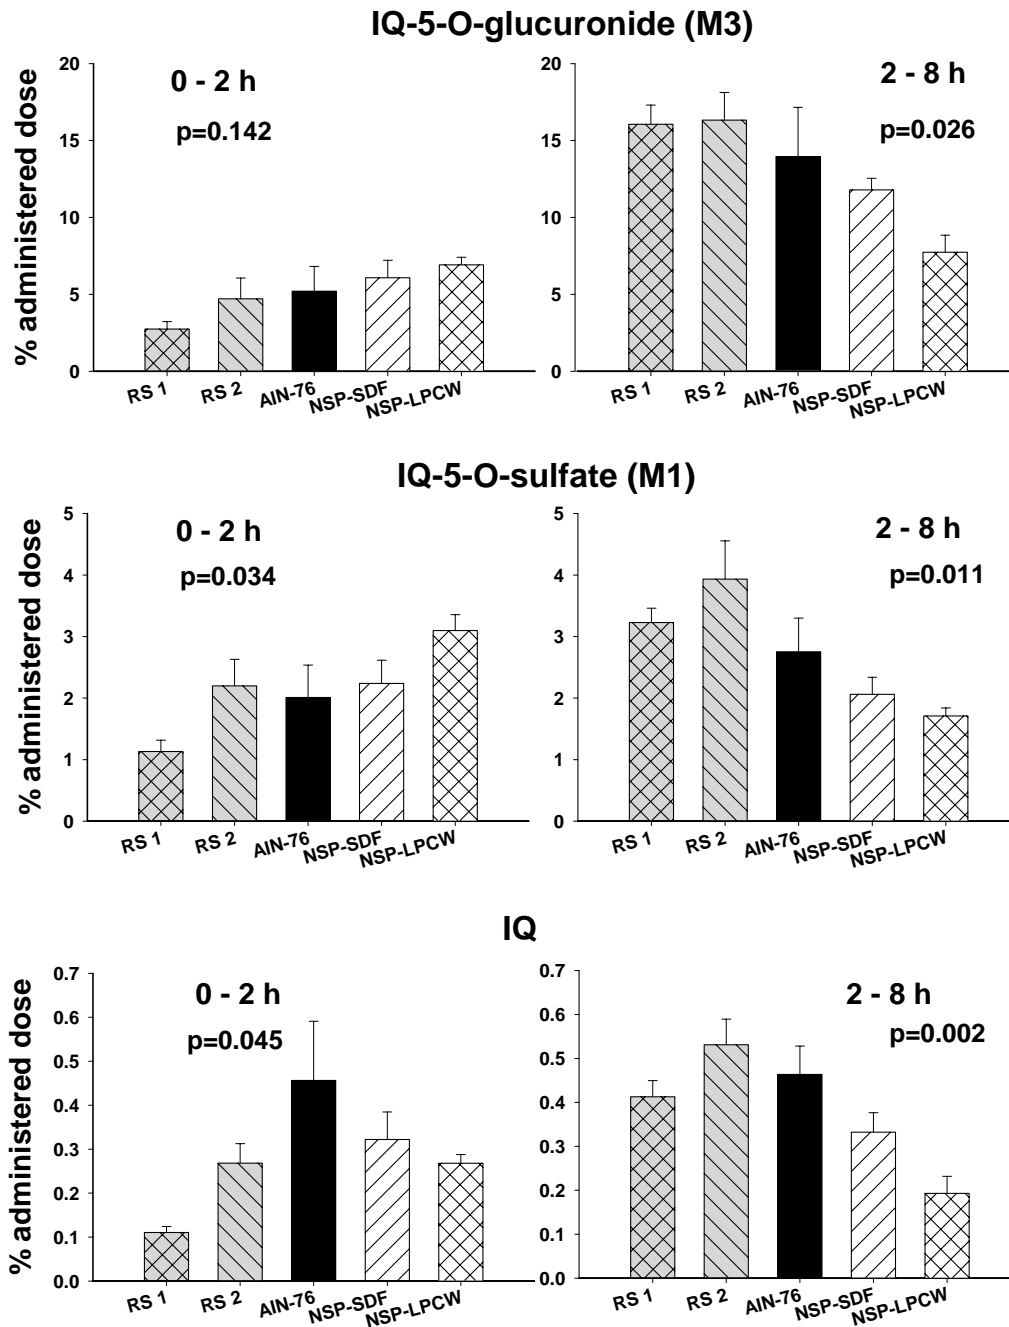 IQ-5-O-glucuronide (M3)
% administered dose
20
15
10
5
0
0 - 2 h
p=0.142
RS 1
RS 2
AIN-76
NSP-SDF
NSP-LPCW
20
15
10
5
0
2 - 8 h
p=0.026
RS 1
RS 2
AIN-76
NSP-SDF
NSP-LPCW
IQ-5-O-sulfate (M1)
% administered dose
5
4
3
2
1
0
0 - 2 h
p=0.034
RS 1
RS 2
AIN-76
NSP-SDF
NSP-LPCW
5
4
3
2
1
0
2 - 8 h
p=0.011
RS 1
RS 2
AIN-76
NSP-SDF
NSP-LPCW
IQ
% administered dose
0.7
0.6
0.5
0.4
0.3
0.2
0.1
0.0
0 - 2 h
p=0.045
RS 1
RS 2
AIN-76
NSP-SDF
NSP-LPCW
0.7
0.6
0.5
0.4
0.3
0.2
0.1
0.0
2 - 8 h
p=0.002
RS 1
RS 2
AIN-76
NSP-SDF
NSP-LPCW